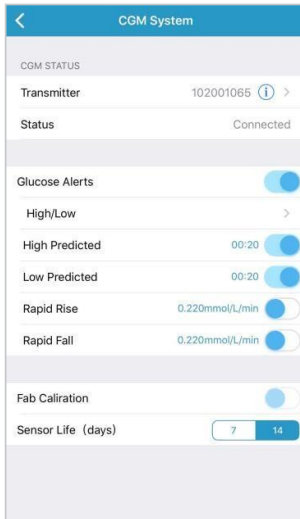 CGM System
CGM STATUS
Transmitter 102001065
Status Connected
Glucose Alerts
High/Low
High Predicted 00:20
Low Predicted 00:20
Rapid Rise 0.220mmol/L/min
Rapid Fall 0.220mmol/L/min
Fab Caliration
Sensor Life (days) 7 14